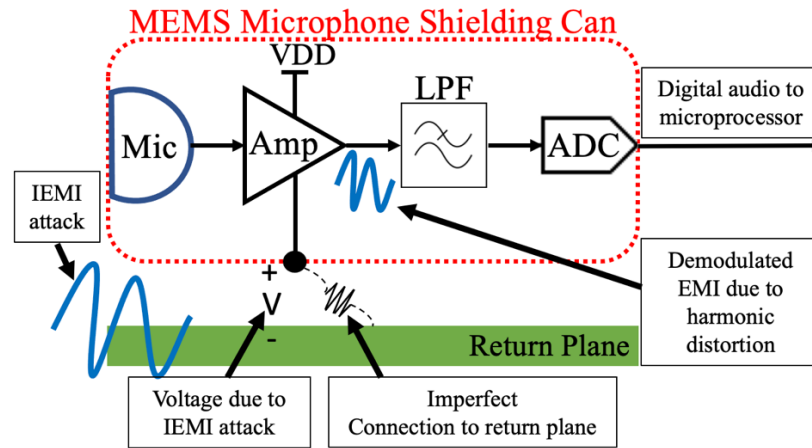 MEMS Microphone Shielding Can
VDD
LPF
Mic
Amp
ADC
Digital audio to
microprocessor
IEMI
attack
+
V
-
Demodulated
EMI due to
harmonic
distortion
Return Plane
Voltage due to
IEMI attack
Imperfect
Connection to return plane